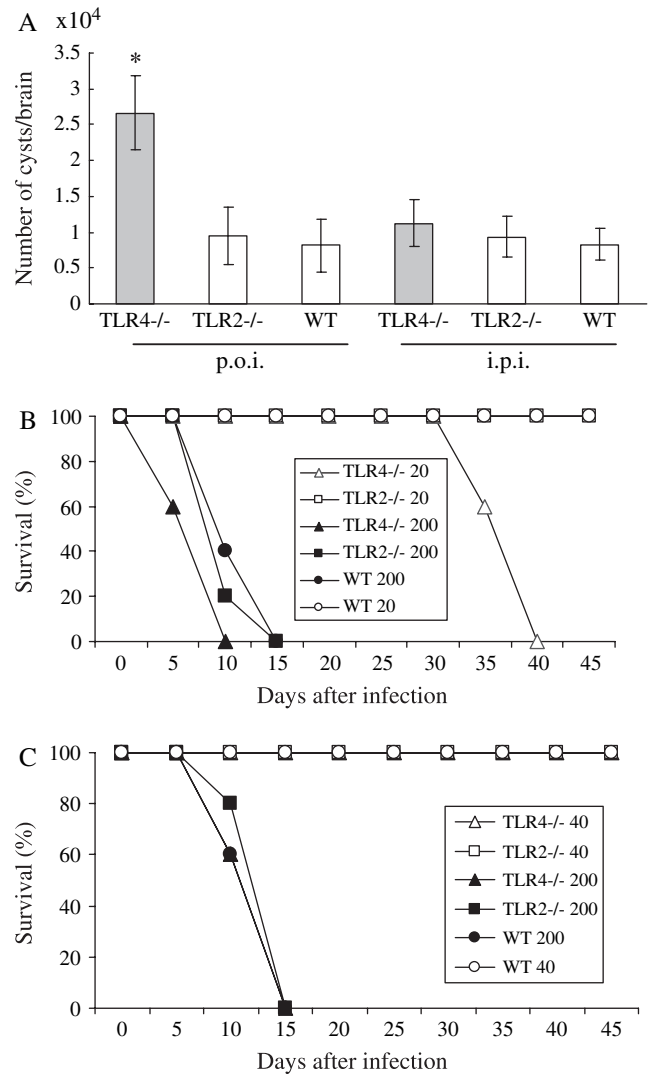 A x10⁴
Number of cysts/brain
3.5
3
2.5
2
1.5
1
0.5
0
*
TLR4-/- TLR2-/- WT TLR4-/- TLR2-/- WT
p.o.i. i.p.i.
B
Survival (%)
100
80
60
40
20
0
TLR4-/- 20
TLR2-/- 20
TLR4-/- 200
TLR2-/- 200
WT 200
WT 20
0 5 10 15 20 25 30 35 40 45
Days after infection
C
Survival (%)
100
80
60
40
20
0
TLR4-/- 40
TLR2-/- 40
TLR4-/- 200
TLR2-/- 200
WT 200
WT 40
0 5 10 15 20 25 30 35 40 45
Days after infection